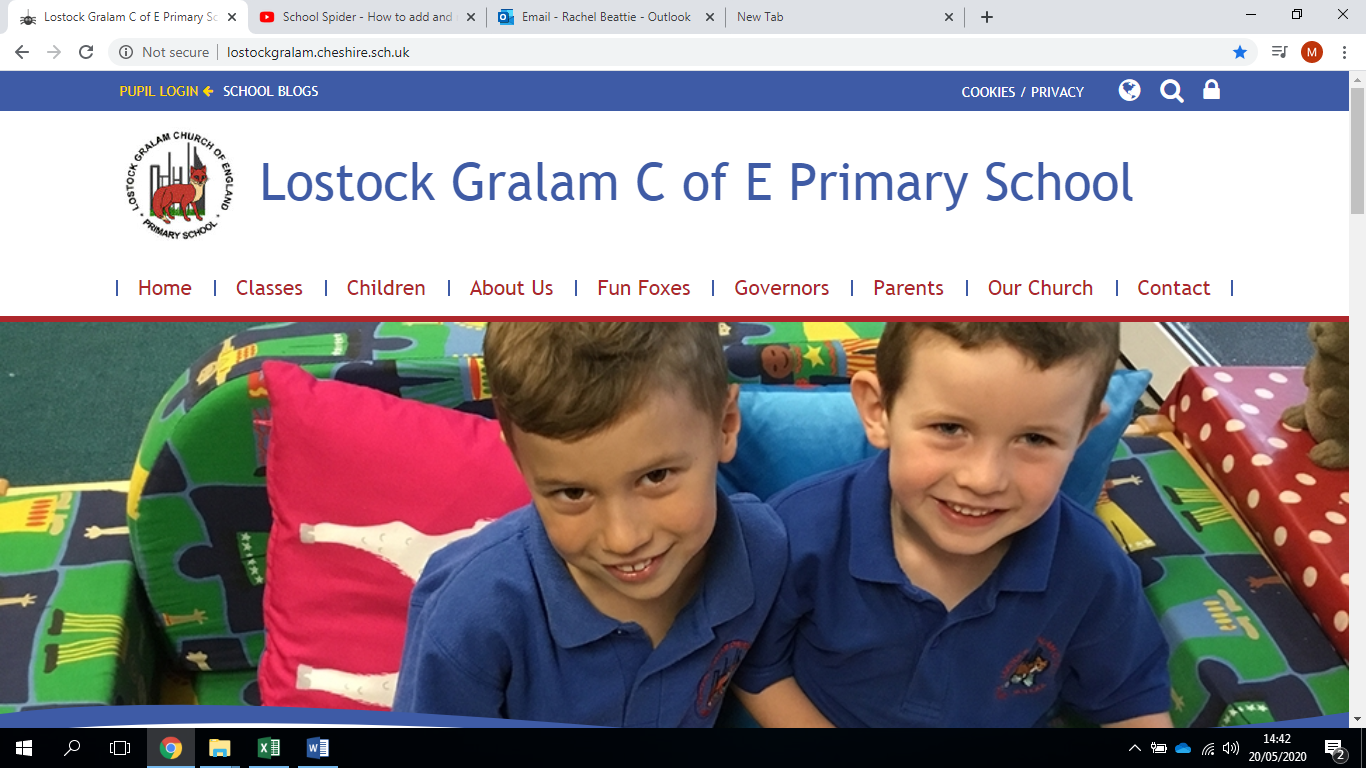 Lostock Gralam C of E Primary Sc
School Spider - How to add and
Email - Rachel Beattie - Outlook
New Tab
Not secure
lostockgralam.cheshire.sch.uk
M
PUPIL LOGIN
SCHOOL BLOGS
COOKIES / PRIVACY
LOSTOCK GRALAM CHURCH OF ENGLAND
· PRIMARY SCHOOL ·
Lostock Gralam C of E Primary School
Home
Classes
Children
About Us
Fun Foxes
Governors
Parents
Our Church
Contact
14:42
20/05/2020
2